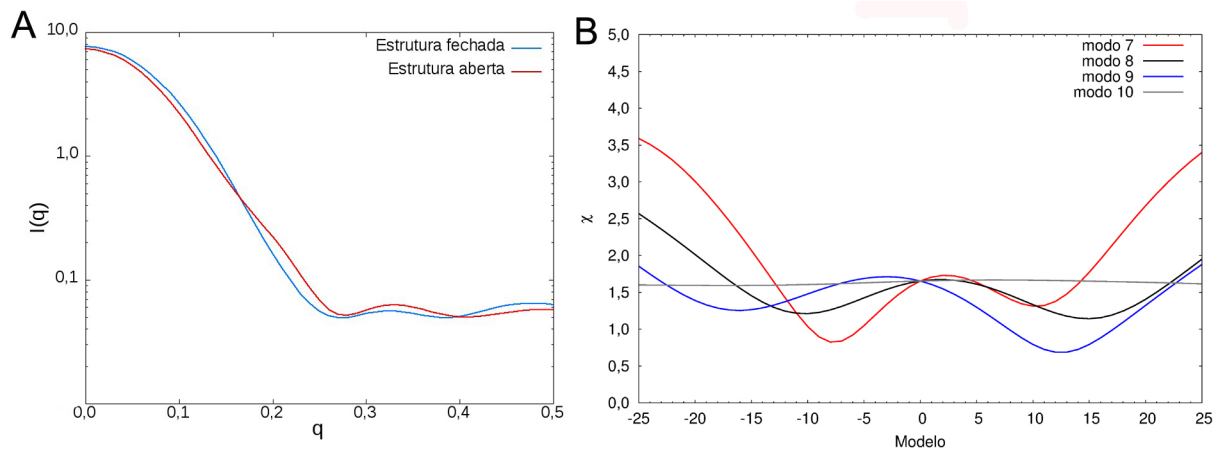 A
10,0
1,0
0,1
I(q)
Estrutura fechada
Estrutura aberta
0,0 0,1 0,2 0,3 0,4 0,5
q
B
5,0
4,5
4,0
3,5
3,0
2,5
2,0
1,5
1,0
0,5
0,0
χ
modo 7
modo 8
modo 9
modo 10
-25 -20 -15 -10 -5 0 5 10 15 20 25
Modelo